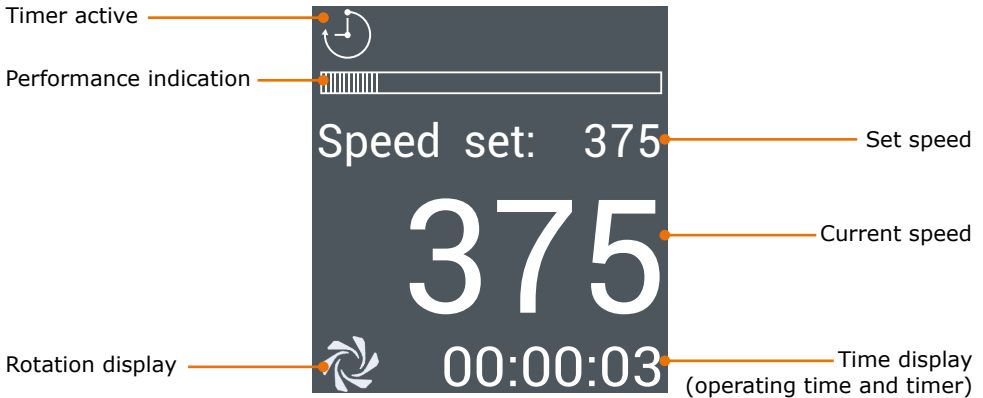 Timer active
Performance indication
Speed set: 375
Set speed
375
Current speed
Rotation display
00:00:03
Time display
(operating time and timer)